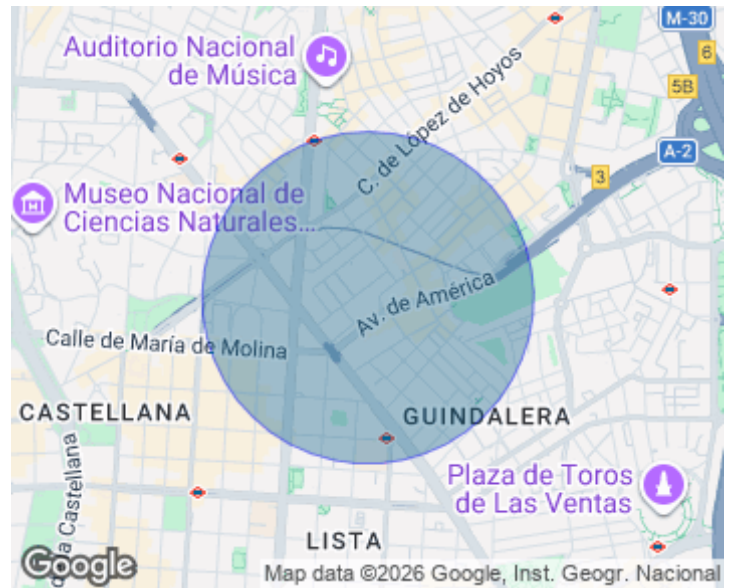 M-30
6
Auditorio Nacional
de Música
5B
C. de López de Hoyos
A-2
3
Museo Nacional de
Ciencias Naturales...
Av. de América
Calle de María de Molina
CASTELLANA
GUINDALERA
la Castellana
Plaza de Toros
de Las Ventas
LISTA
Google
Map data ©2026 Google, Inst. Geogr. Nacional